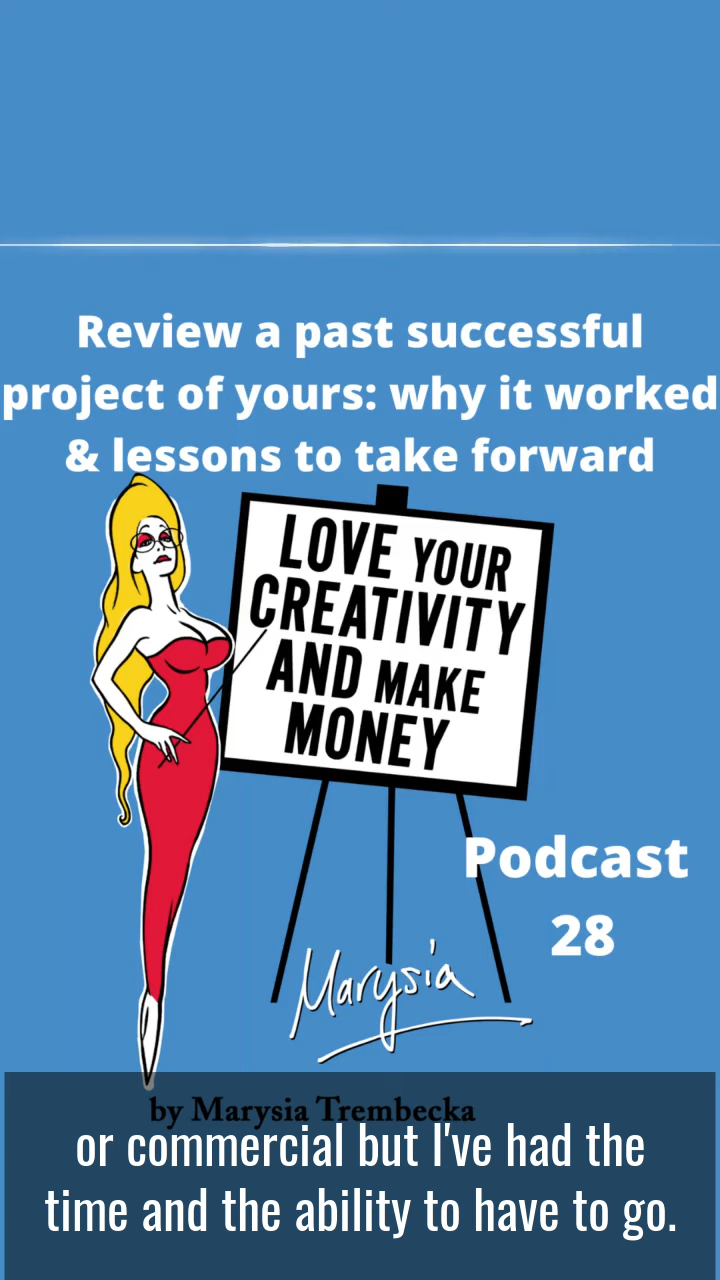 Review a past successful
project of yours: why it worked
& lessons to take forward
LOVE YOUR
CREATIVITY
AND MAKE
MONEY
Podcast
28
Marysia
by Marysia Trembecka
or commercial but I've had the
time and the ability to have to go.